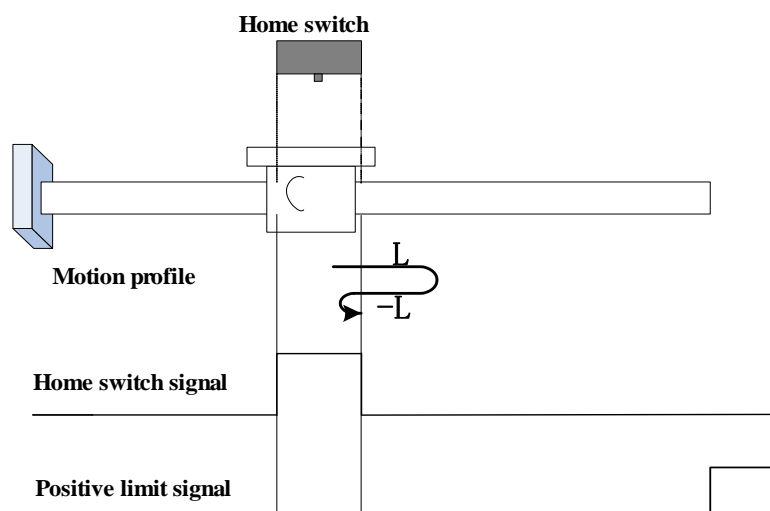 Home switch
L
Motion profile
−L
Home switch signal
Positive limit signal